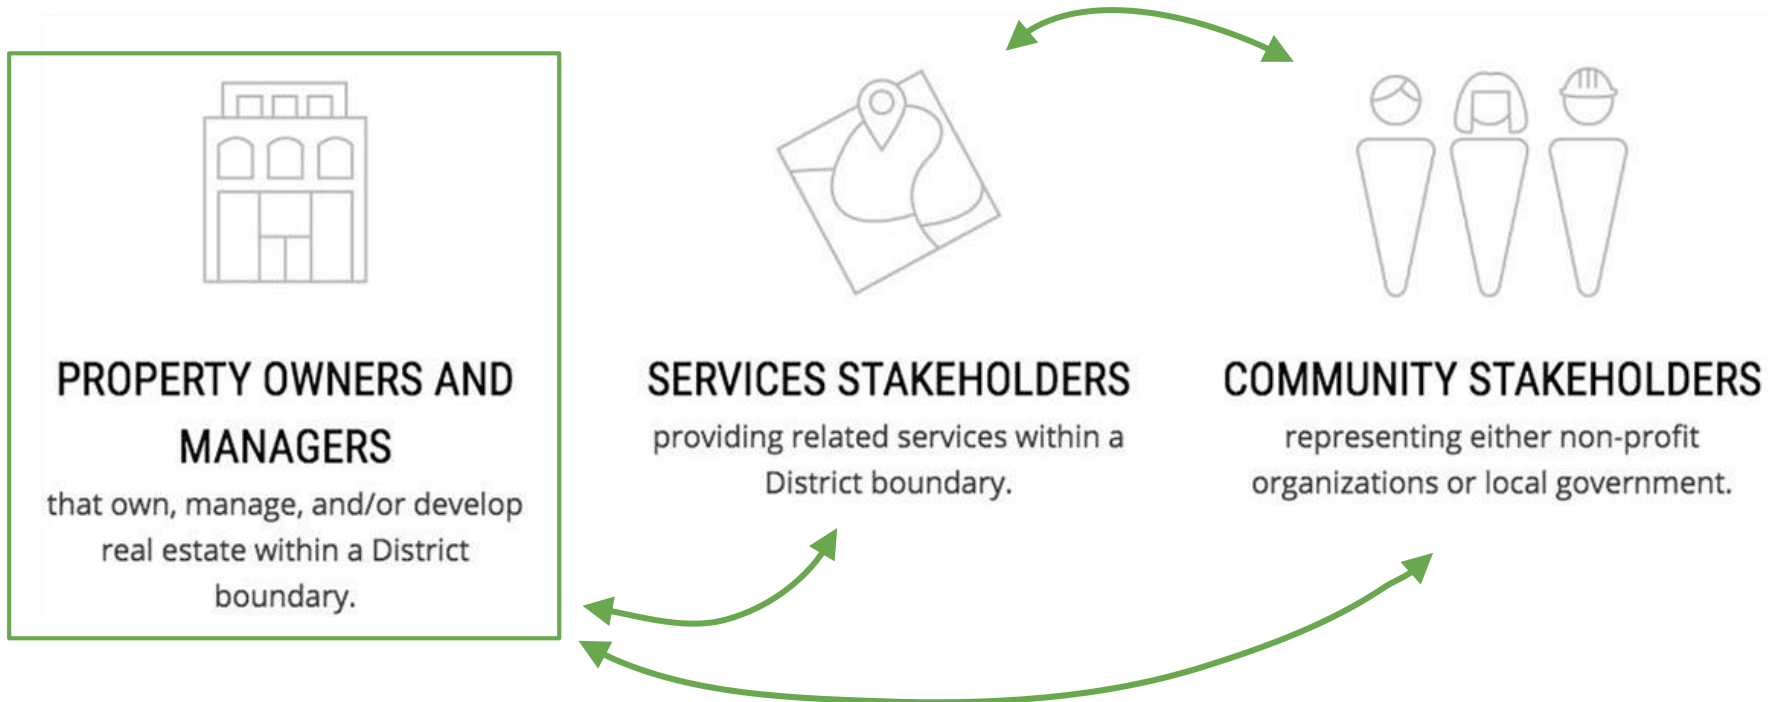 PROPERTY OWNERS AND
MANAGERS
that own, manage, and/or develop
real estate within a District
boundary.
SERVICES STAKEHOLDERS
providing related services within a
District boundary.
COMMUNITY STAKEHOLDERS
representing either non-profit
organizations or local government.